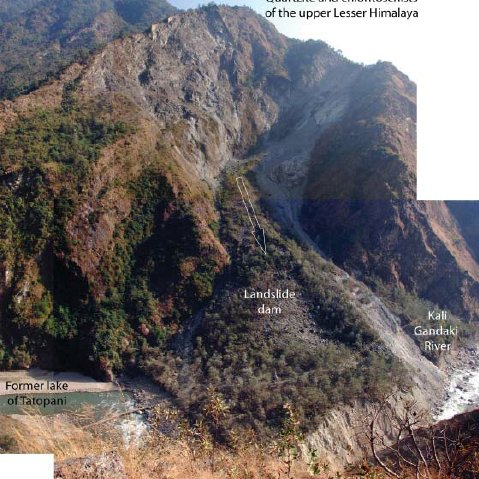 Quartzite and chloritoschists
of the upper Lesser Himalaya
Landslide
dam
Kali
Gandaki
River
Former lake
of Tatopani